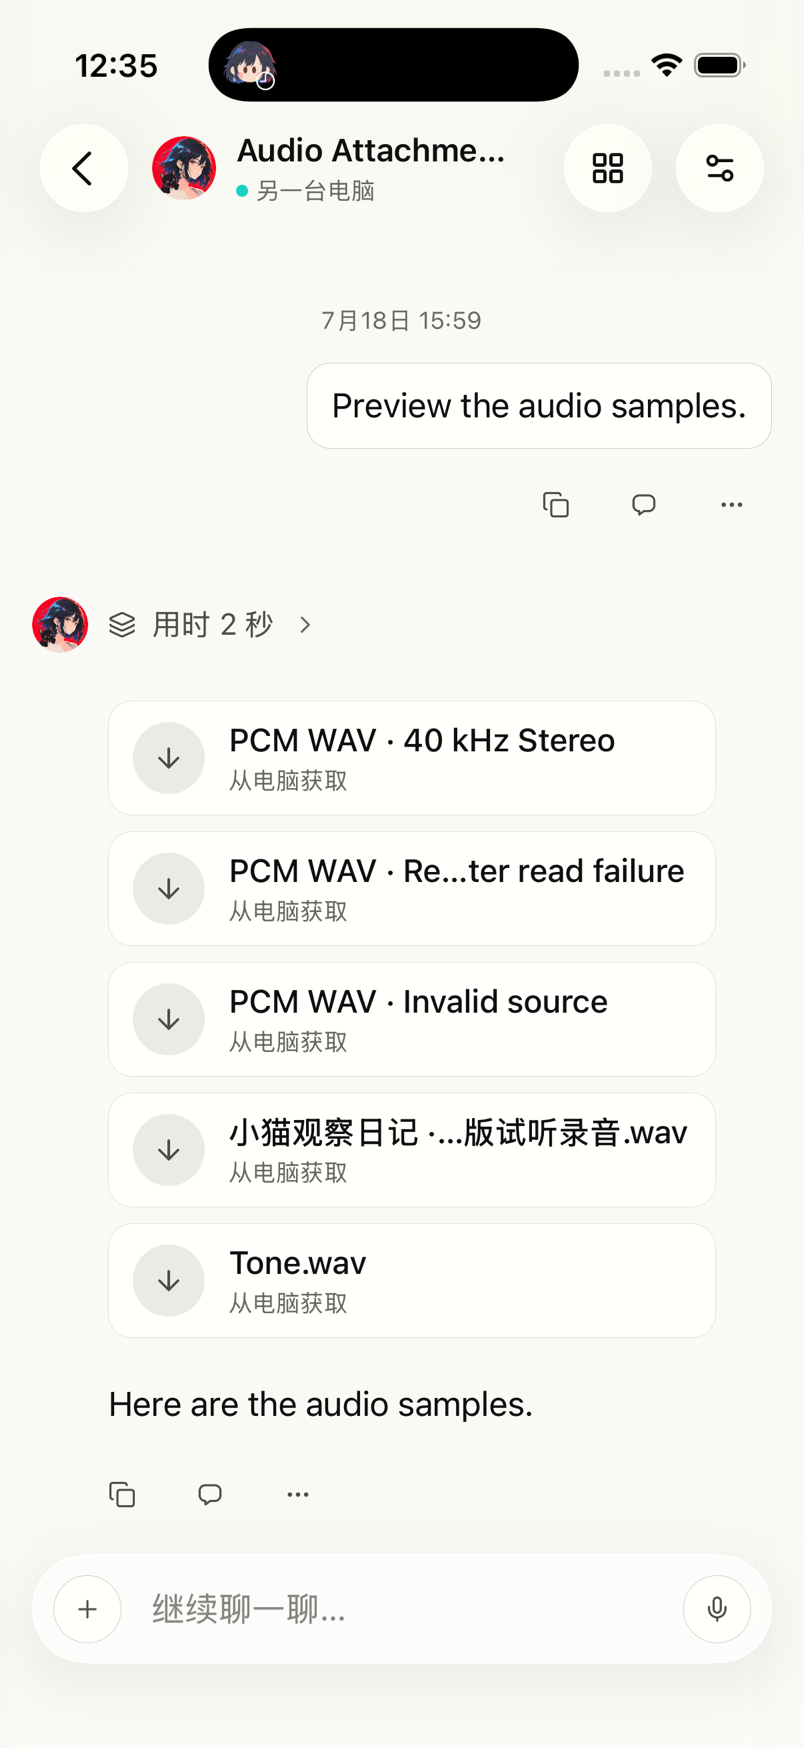 12:35
Audio Attachme...
另一台电脑
7月18日 15:59
Preview the audio samples.
用时 2 秒
PCM WAV · 40 kHz Stereo
从电脑获取
PCM WAV · Re...ter read failure
从电脑获取
PCM WAV · Invalid source
从电脑获取
小猫观察日记 ·...版试听录音.wav
从电脑获取
Tone.wav
从电脑获取
Here are the audio samples.
继续聊一聊...